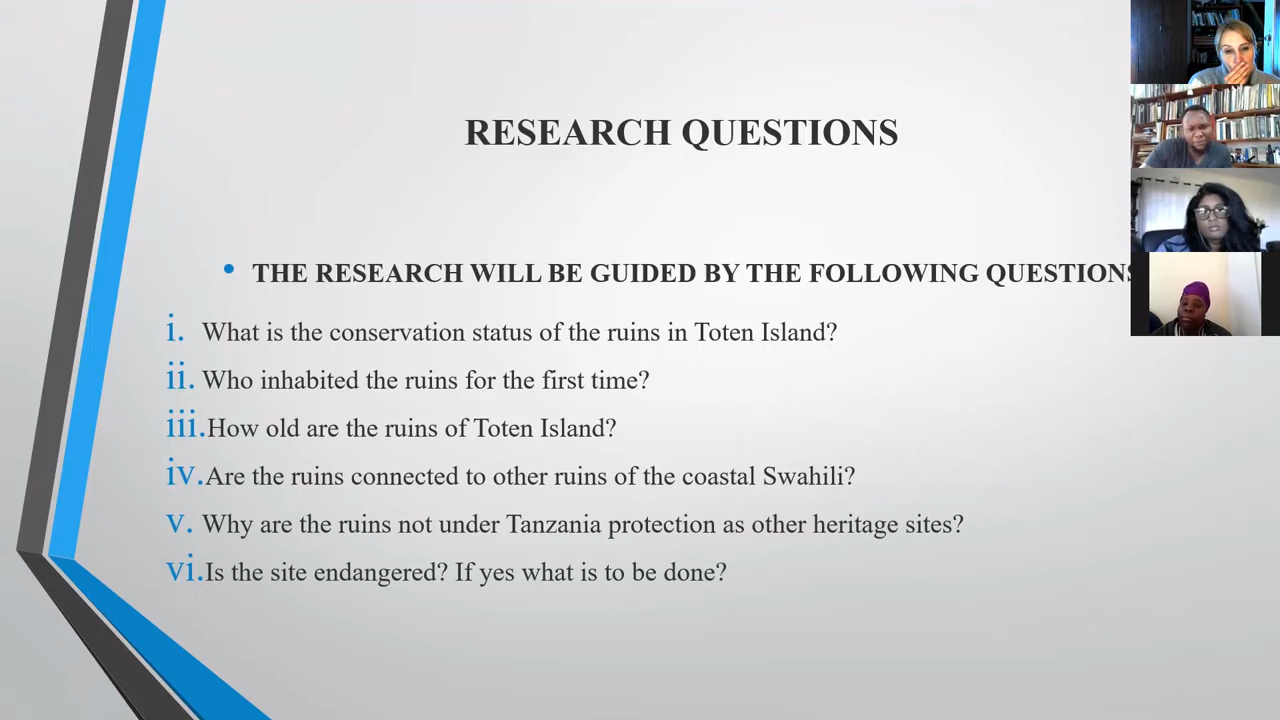 RESEARCH QUESTIONS
• THE RESEARCH WILL BE GUIDED BY THE FOLLOWING QUESTIONS
i. What is the conservation status of the ruins in Toten Island?
ii. Who inhabited the ruins for the first time?
iii.How old are the ruins of Toten Island?
iv.Are the ruins connected to other ruins of the coastal Swahili?
v. Why are the ruins not under Tanzania protection as other heritage sites?
vi.Is the site endangered? If yes what is to be done?